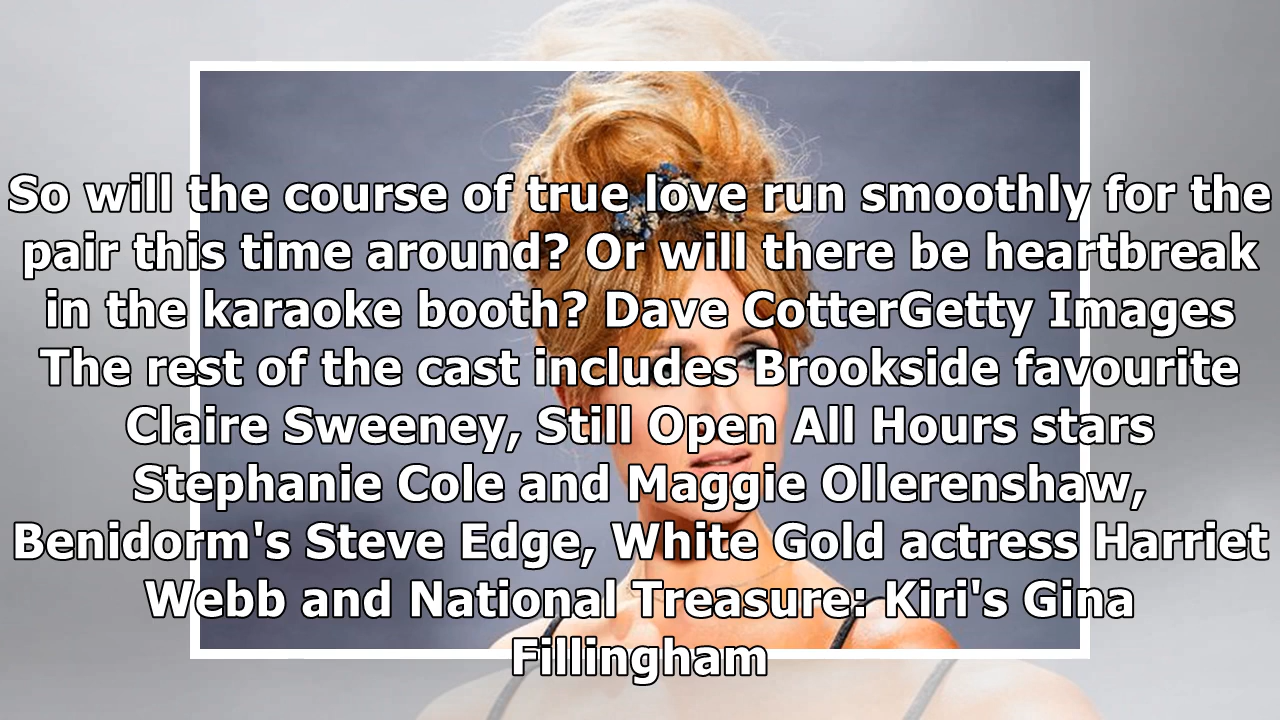 So will the course of true love run smoothly for the
pair this time around? Or will there be heartbreak
in the karaoke booth? Dave CotterGetty Images
The rest of the cast includes Brookside favourite
Claire Sweeney, Still Open All Hours stars
Stephanie Cole and Maggie Ollerenshaw,
Benidorm's Steve Edge, White Gold actress Harriet
Webb and National Treasure: Kiri's Gina
Fillingham